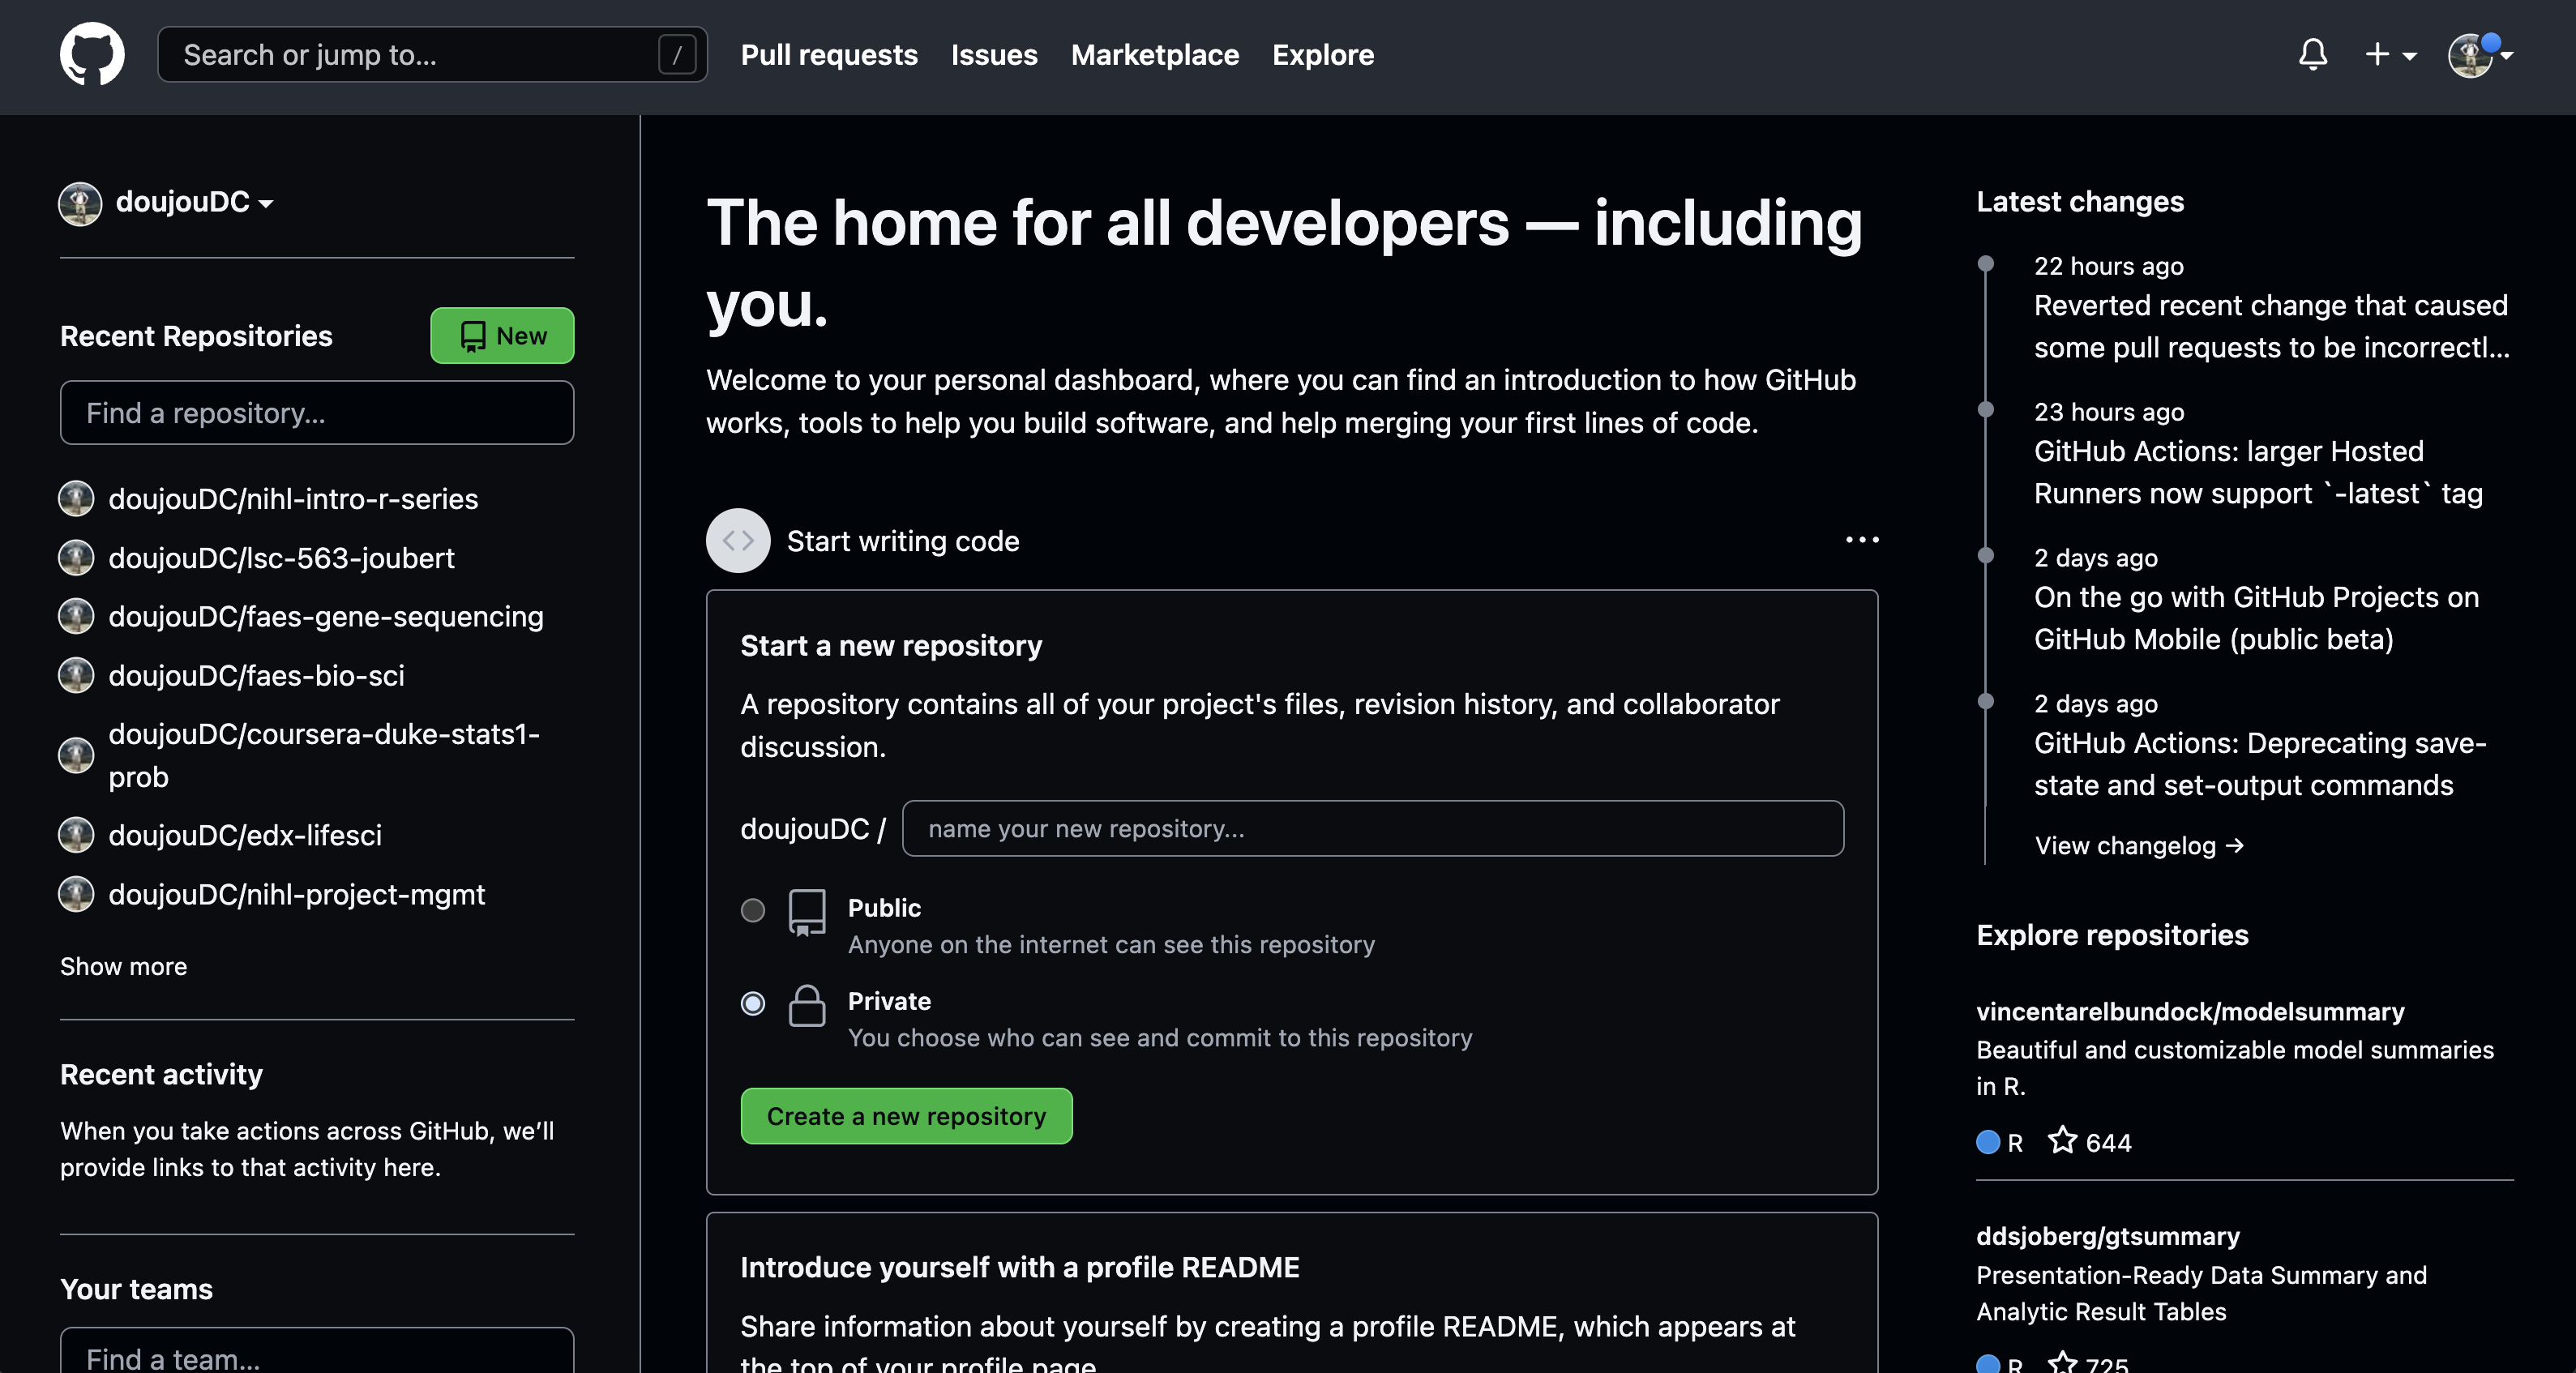 Search or jump to...
/
Pull requests
Issues
Marketplace
Explore
doujouDC
Recent Repositories
New
Find a repository...
doujouDC/nihl-intro-r-series
doujouDC/lsc-563-joubert
doujouDC/faes-gene-sequencing
doujouDC/faes-bio-sci
doujouDC/coursera-duke-stats1-
prob
doujouDC/edx-lifesci
doujouDC/nihl-project-mgmt
Show more
Recent activity
When you take actions across GitHub, we’ll
provide links to that activity here.
Your teams
Find a team...
The home for all developers — including
you.
Welcome to your personal dashboard, where you can find an introduction to how GitHub
works, tools to help you build software, and help merging your first lines of code.
Start writing code
Start a new repository
A repository contains all of your project's files, revision history, and collaborator
discussion.
doujouDC /
name your new repository...
Public
Anyone on the internet can see this repository
Private
You choose who can see and commit to this repository
Create a new repository
Introduce yourself with a profile README
Share information about yourself by creating a profile README, which appears at
the top of your profile page
Latest changes
22 hours ago
Reverted recent change that caused
some pull requests to be incorrectl...
23 hours ago
GitHub Actions: larger Hosted
Runners now support `-latest` tag
2 days ago
On the go with GitHub Projects on
GitHub Mobile (public beta)
2 days ago
GitHub Actions: Deprecating save-
state and set-output commands
View changelog →
Explore repositories
vincentarelbundock/modelsummary
Beautiful and customizable model summaries
in R.
R 644
ddsjoberg/gtsummary
Presentation-Ready Data Summary and
Analytic Result Tables
R 725